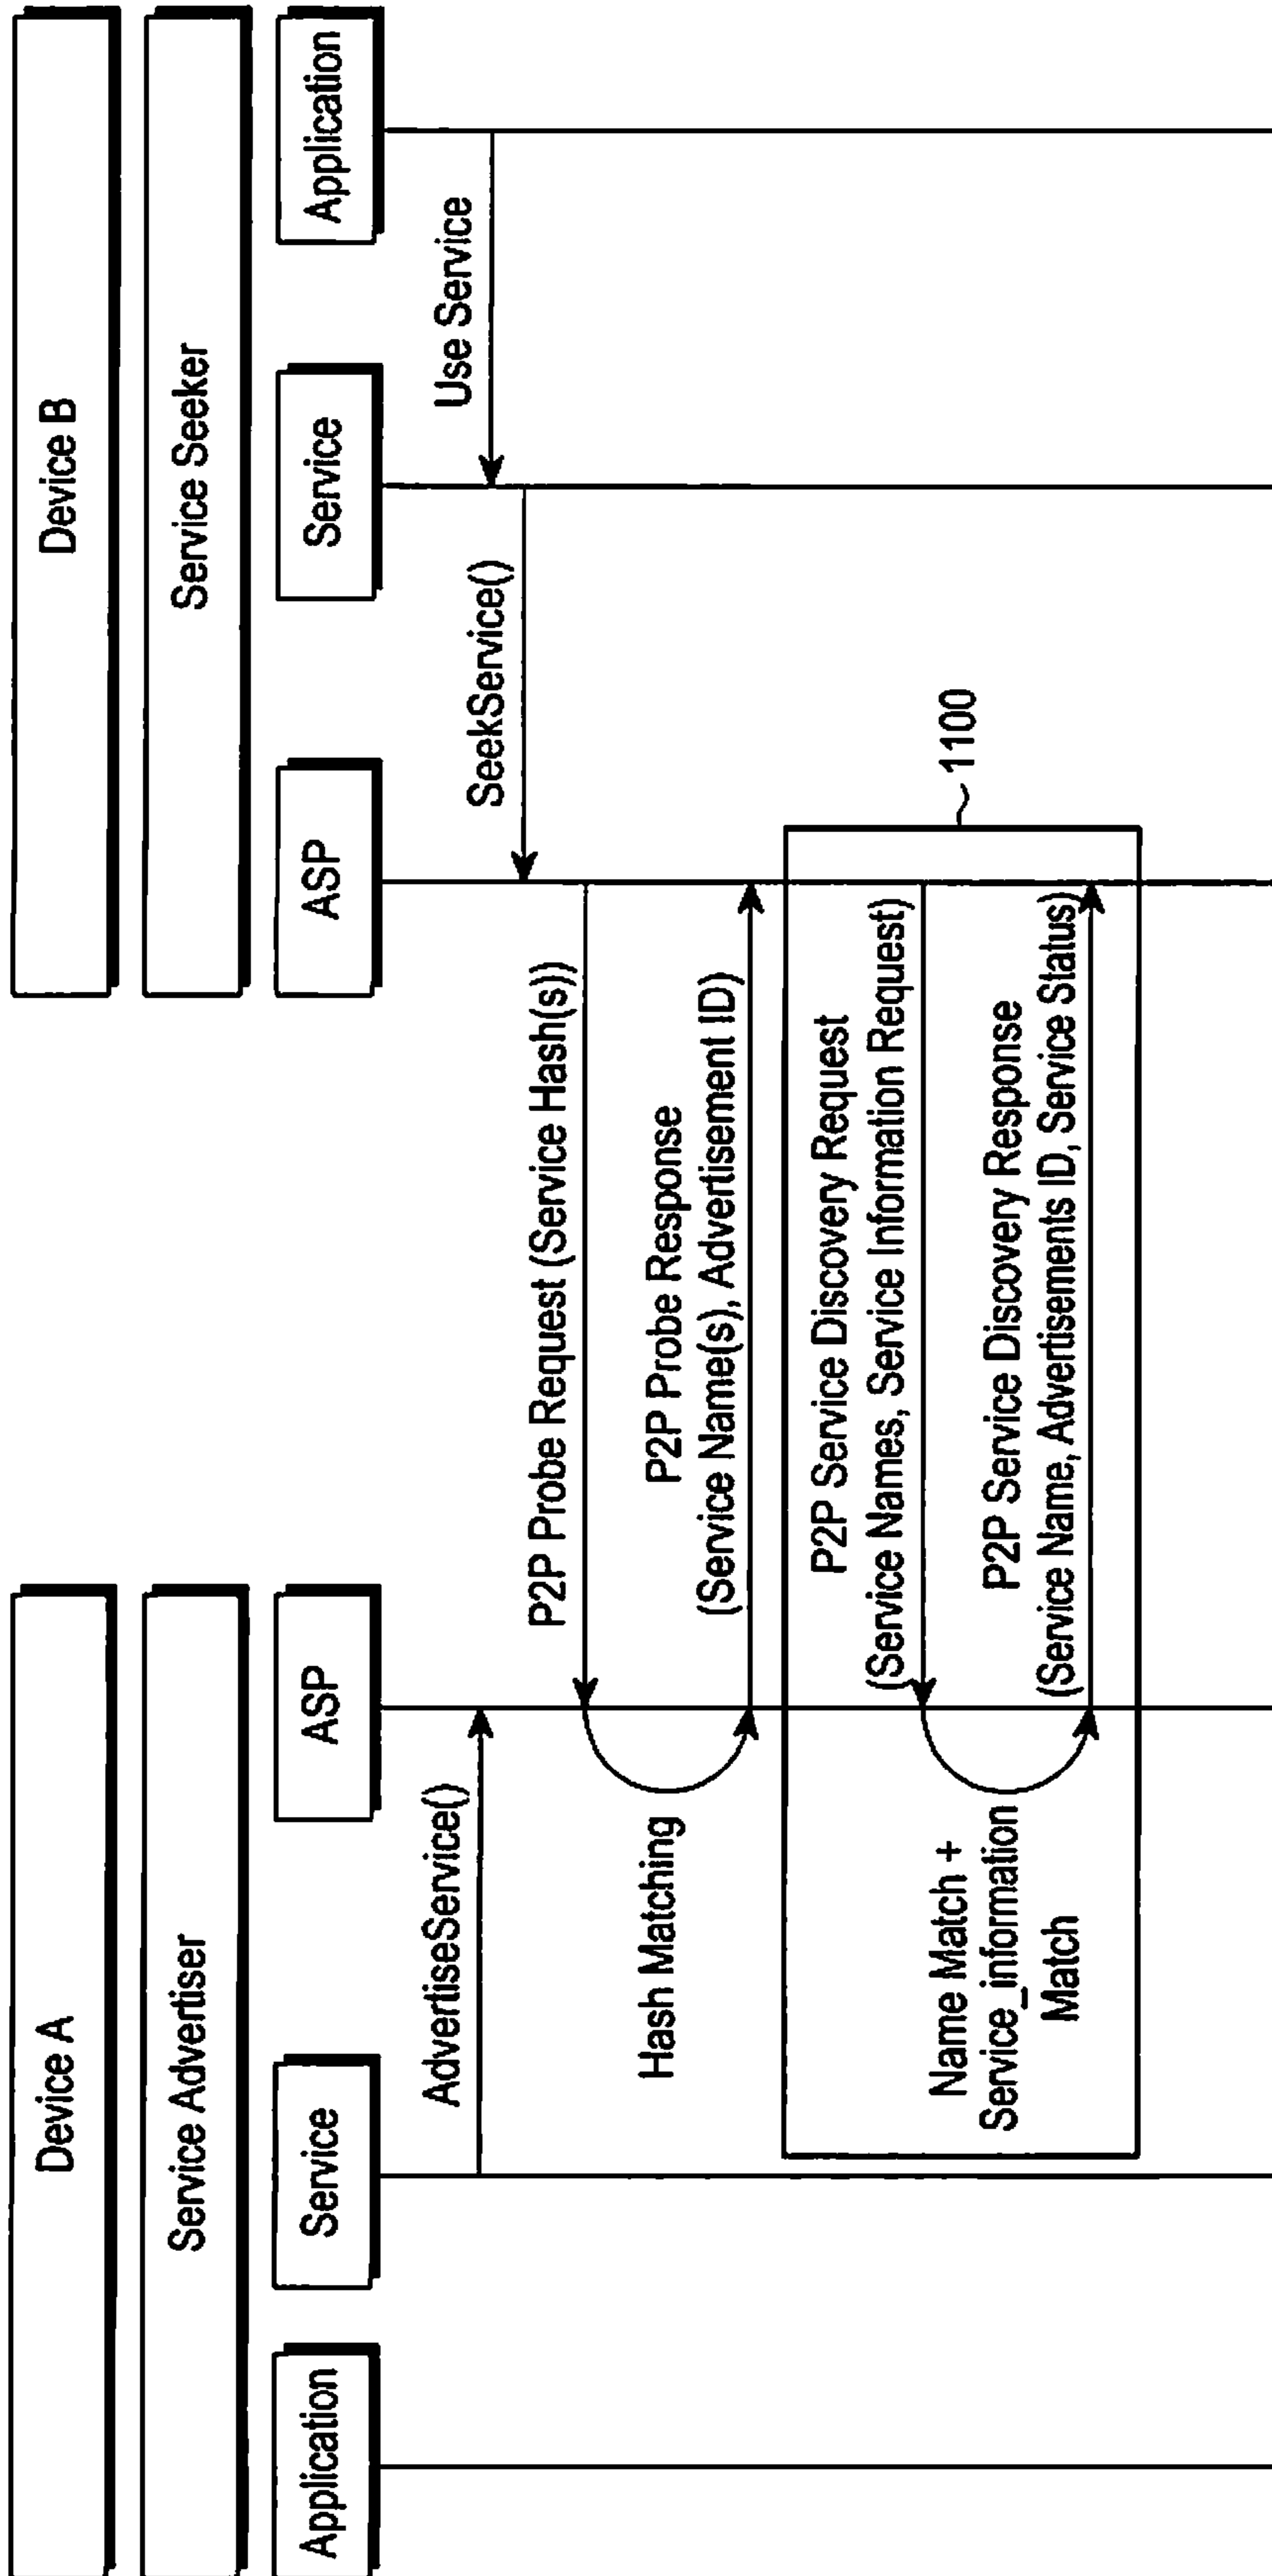 Device A
Device B
Service Advertiser
Service Seeker
Application
Service
ASP
ASP
Service
Application
AdvertiseService()
Use Service
SeekService()
P2P Probe Request (Service Hash(s))
Hash Matching
P2P Probe Response
(Service Name(s), Advertisement ID)
1100
P2P Service Discovery Request
(Service Names, Service Information Request)
Name Match +
Service_information
Match
P2P Service Discovery Response
(Service Name, Advertisements ID, Service Status)